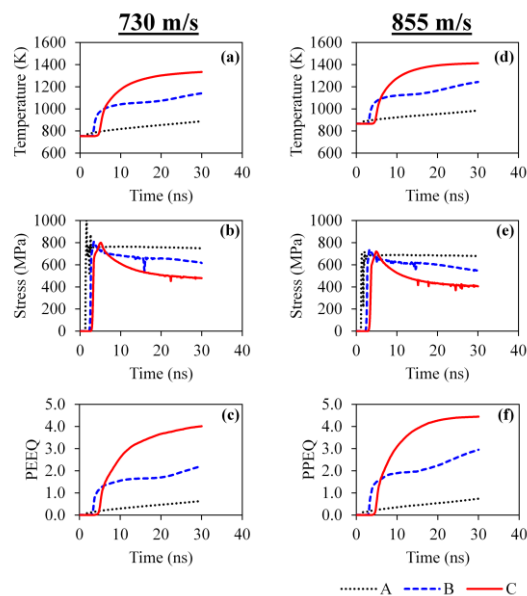 730 m/s
855 m/s
Temperature (K)
1600
1400
1200
1000
800
600
(a)
0 10 20 30 40
Time (ns)
Temperature (K)
1600
1400
1200
1000
800
600
(d)
0 10 20 30 40
Time (ns)
Stress (MPa)
1000
800
600
400
200
0
(b)
0 10 20 30 40
Time (ns)
Stress (MPa)
1000
800
600
400
200
0
(e)
0 10 20 30 40
Time (ns)
PEEQ
5.0
4.0
3.0
2.0
1.0
0.0
(c)
0 10 20 30 40
Time (ns)
PPEQ
5.0
4.0
3.0
2.0
1.0
0.0
(f)
0 10 20 30 40
Time (ns)
A B C